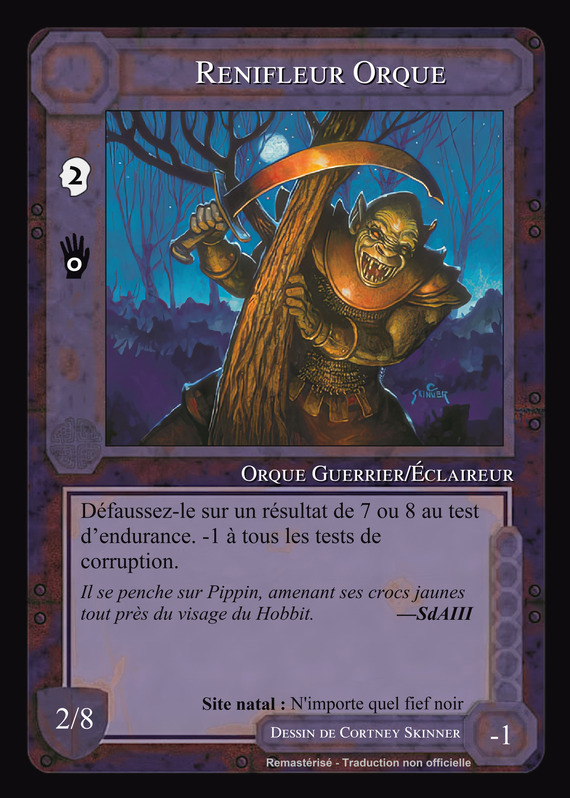 Renifleur Orque
2
0
SKINNER
Orque Guerrier/Éclaireur
Défaussez-le sur un résultat de 7 ou 8 au test
d'endurance. -1 à tous les tests de
corruption.
Il se penche sur Pippin, amenant ses crocs jaunes
tout près du visage du Hobbit. —SdAIII
Site natal : N'importe quel fief noir
2/8
Dessin de Cortney Skinner
-1
Remastérisé - Traduction non officielle